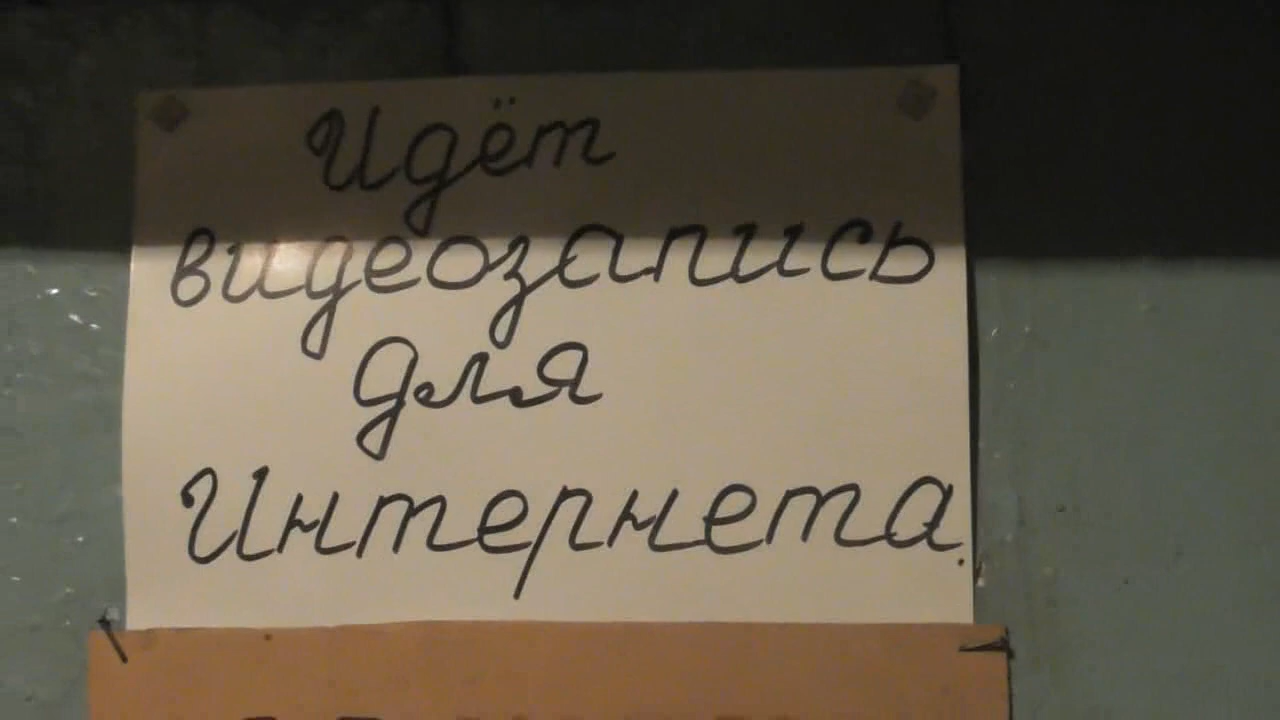 Идёт
видеозапись
для
Интернета.